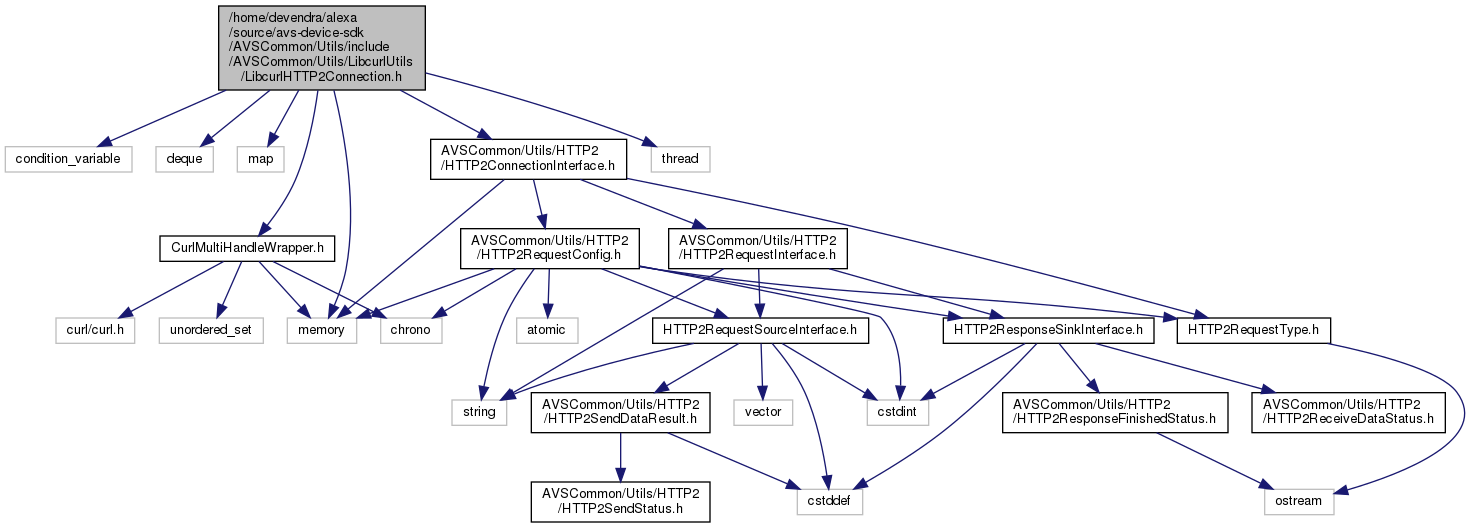 /home/devendra/alexa
/source/avs-device-sdk
/AVSCommon/Utils/include
/AVSCommon/Utils/LibcurlUtils
/LibcurlHTTP2Connection.h
condition_variable
deque
map
AVSCommon/Utils/HTTP2
/HTTP2ConnectionInterface.h
thread
CurlMultiHandleWrapper.h
AVSCommon/Utils/HTTP2
/HTTP2RequestConfig.h
AVSCommon/Utils/HTTP2
/HTTP2RequestInterface.h
curl/curl.h
unordered_set
memory
chrono
atomic
HTTP2RequestSourceInterface.h
HTTP2ResponseSinkInterface.h
HTTP2RequestType.h
string
AVSCommon/Utils/HTTP2
/HTTP2SendDataResult.h
vector
cstdint
AVSCommon/Utils/HTTP2
/HTTP2ResponseFinishedStatus.h
AVSCommon/Utils/HTTP2
/HTTP2ReceiveDataStatus.h
AVSCommon/Utils/HTTP2
/HTTP2SendStatus.h
cstddef
ostream